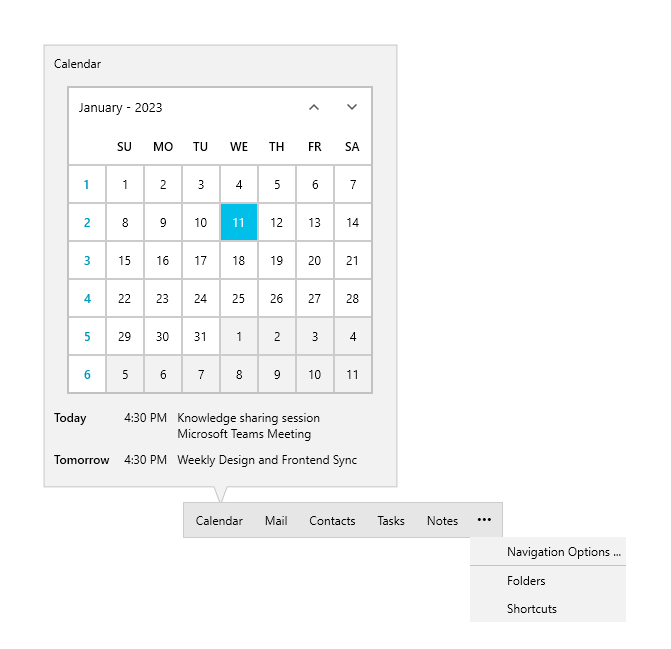 Calendar
January - 2023
SU MO TU WE TH FR SA
1 1 2 3 4 5 6 7
2 8 9 10 11 12 13 14
3 15 16 17 18 19 20 21
4 22 23 24 25 26 27 28
5 29 30 31 1 2 3 4
6 5 6 7 8 9 10 11
Today 4:30 PM Knowledge sharing session
Microsoft Teams Meeting
Tomorrow 4:30 PM Weekly Design and Frontend Sync
Calendar Mail Contacts Tasks Notes •••
Navigation Options ...
Folders
Shortcuts